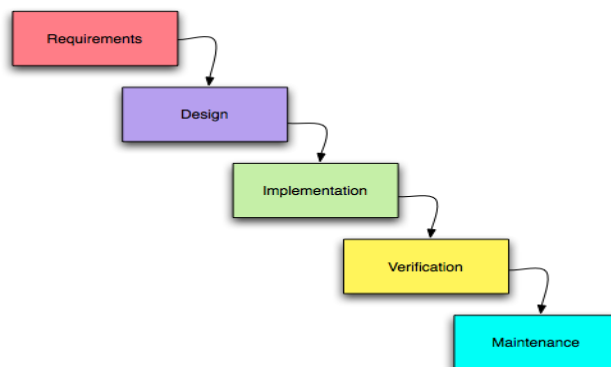 Requirements
Design
Implementation
Verification
Maintenance